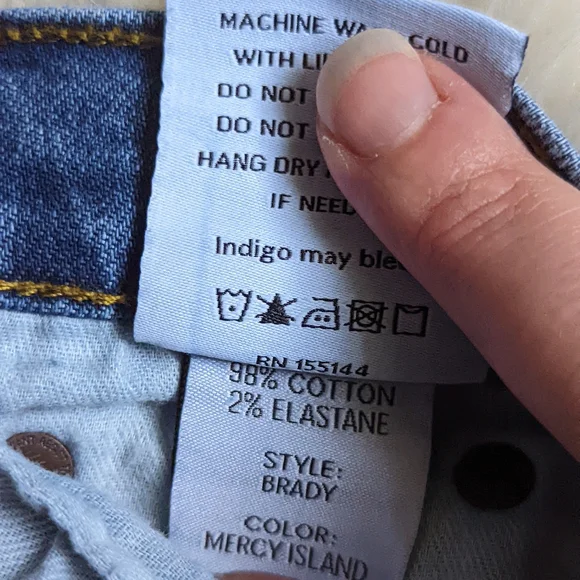 MACHINE WA COLD
WITH LI
DO NOT
DO NOT
HANG DRY
IF NEED
Indigo may blee
RN 155144
98% COTTON
2% ELASTANE
STYLE:
BRADY
COLOR:
MERCY ISLAND